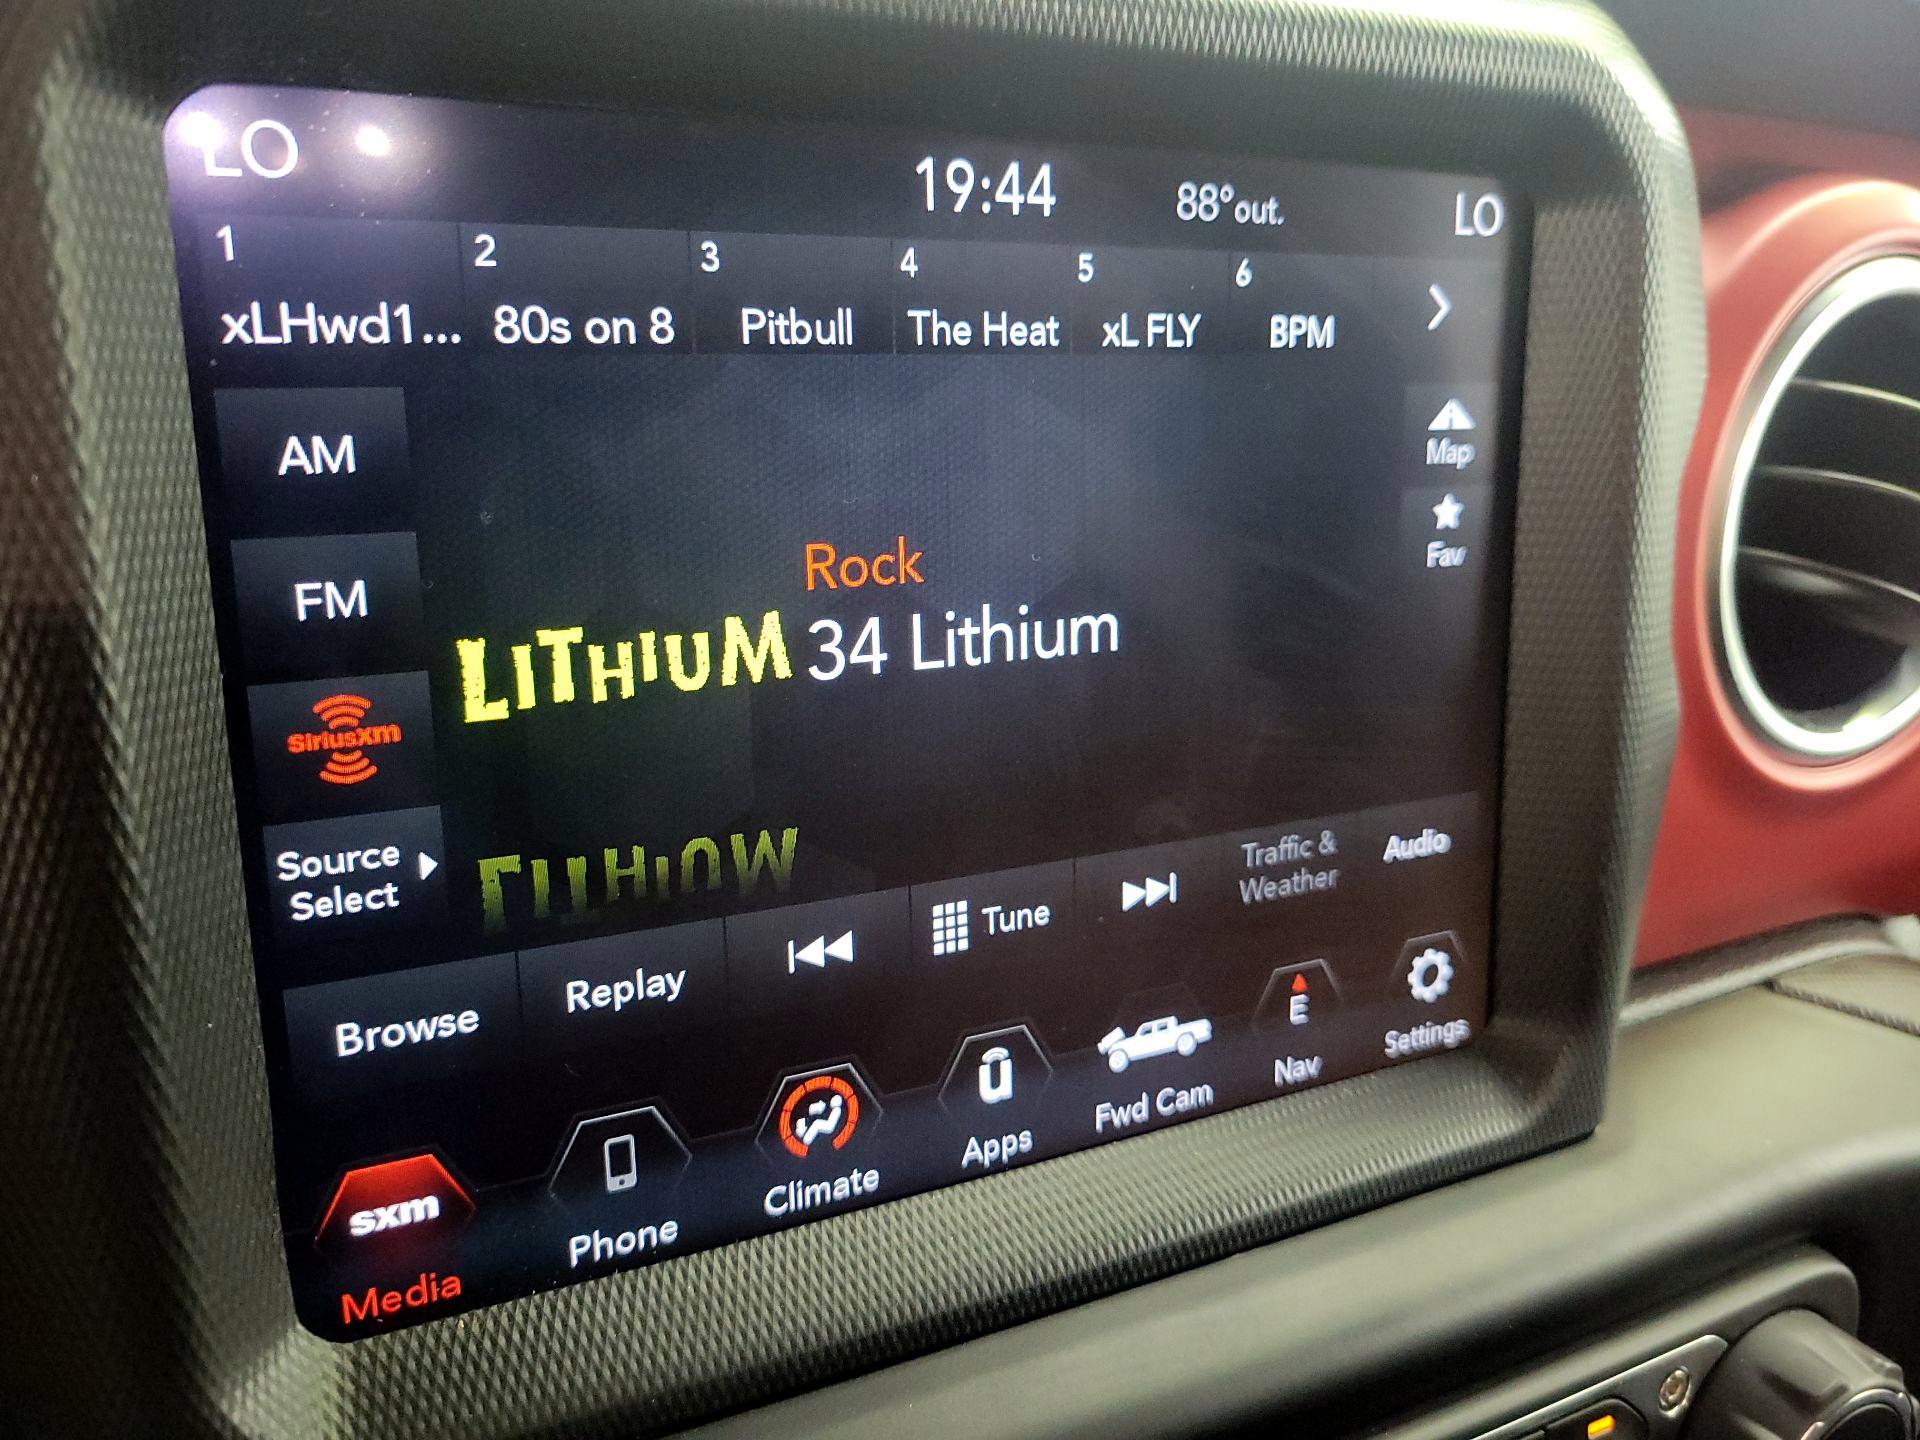 LO 19:44 88°out. LO
1 2 3 4 5 6
xLHwd1... 80s on 8 Pitbull The Heat xL FLY BPM
AM
Map
FM
Fav
Rock
LiTHiUM 34 Lithium
siriusxm
Source
Select
Browse Replay Tune Traffic &
Weather
Audio
sxm
Media
Phone
Climate
Apps
Fwd Cam
E
Nav
Settings